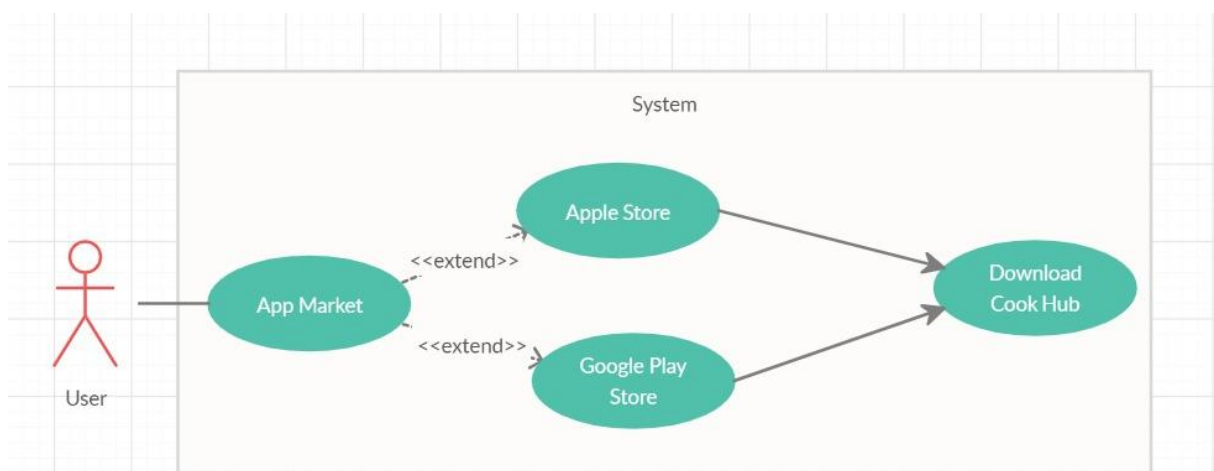 System
Apple Store
<<extend>>
User
App Market
<<extend>>
Google Play
Store
Download
Cook Hub